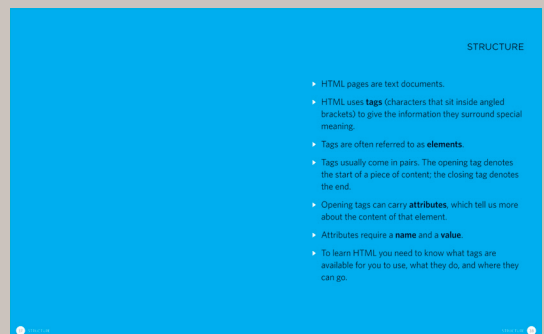 STRUCTURE
HTML pages are text documents.
HTML uses tags (characters that sit inside angled
brackets) to give the information they surround special
meaning.
Tags are often referred to as elements.
Tags usually come in pairs. The opening tag denotes
the start of a piece of content; the closing tag denotes
the end.
Opening tags can carry attributes, which tell us more
about the content of that element.
Attributes require a name and a value.
To learn HTML you need to know what tags are
available for you to use, what they do, and where they
can go.